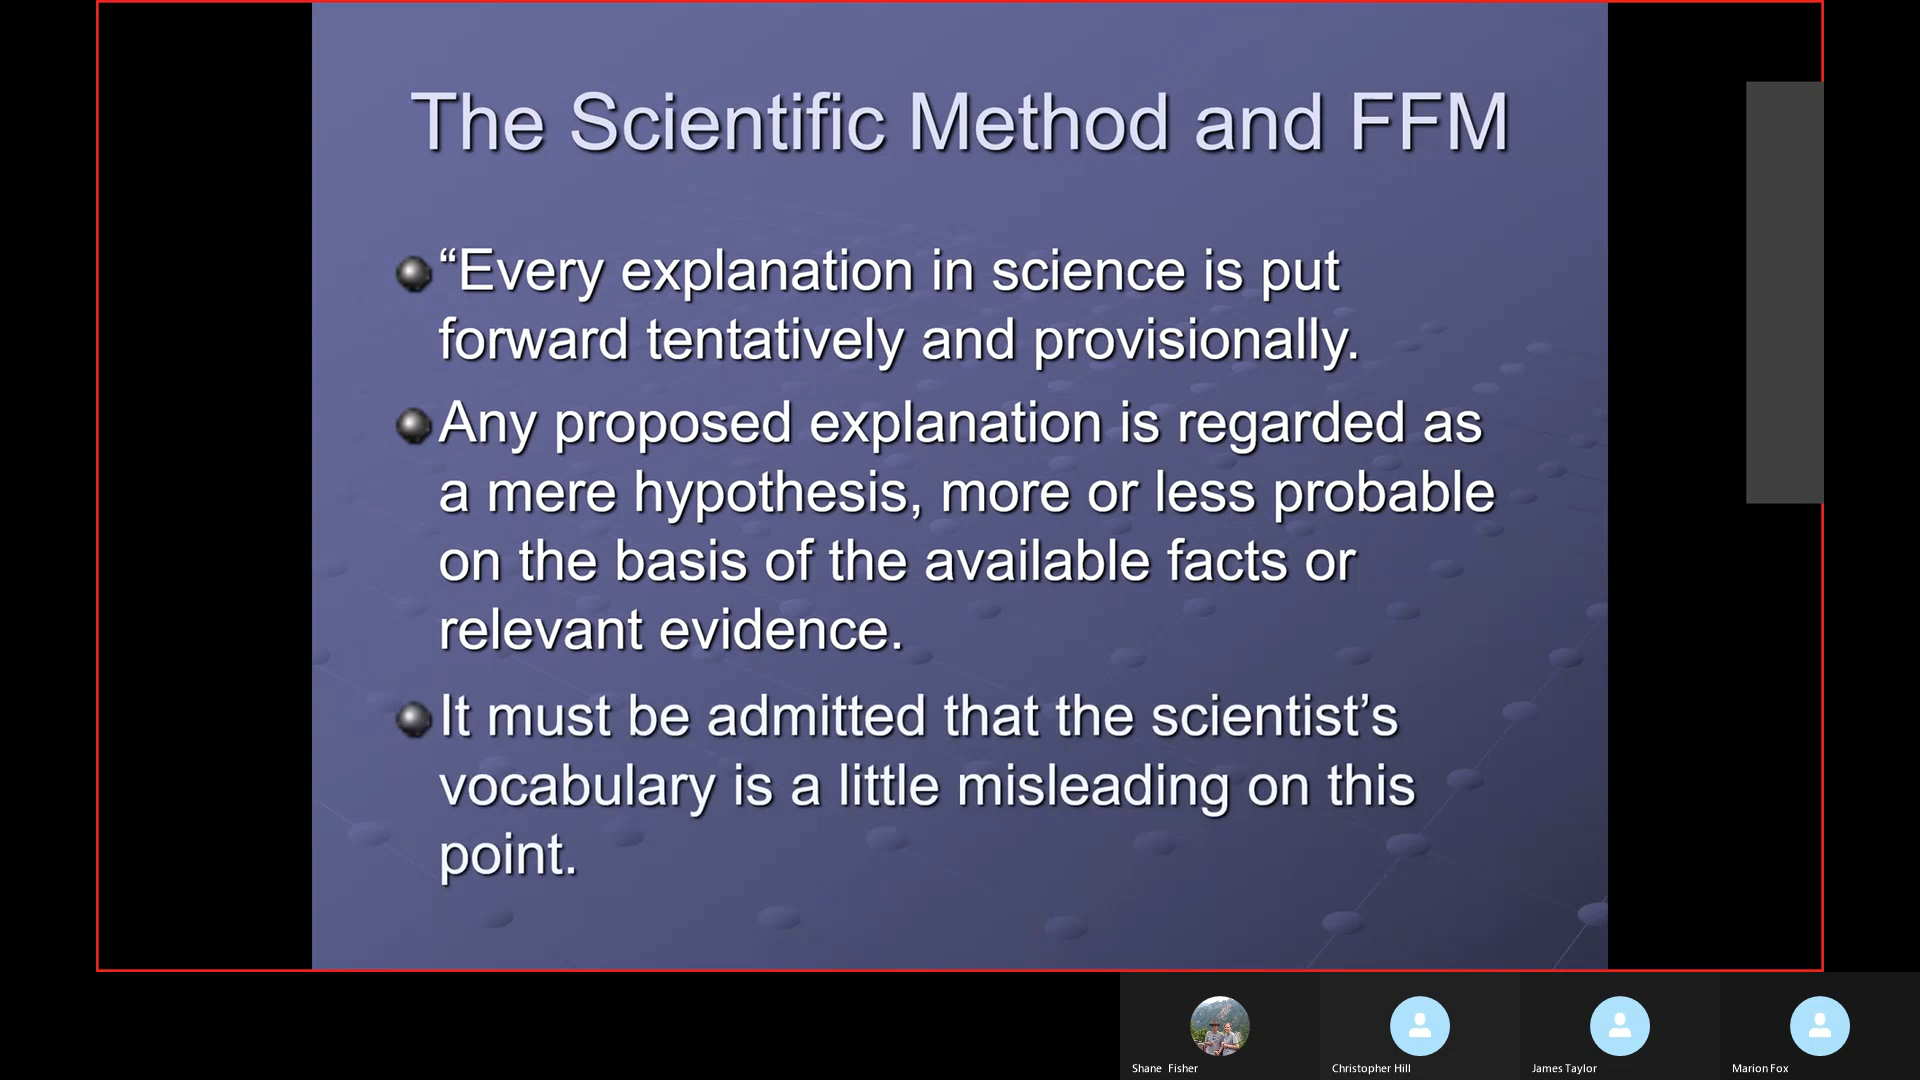 The Scientific Method and FFM
“Every explanation in science is put
forward tentatively and provisionally.
Any proposed explanation is regarded as
a mere hypothesis, more or less probable
on the basis of the available facts or
relevant evidence.
It must be admitted that the scientist’s
vocabulary is a little misleading on this
point.
Shane Fisher
Christopher Hill
James Taylor
Marion Fox